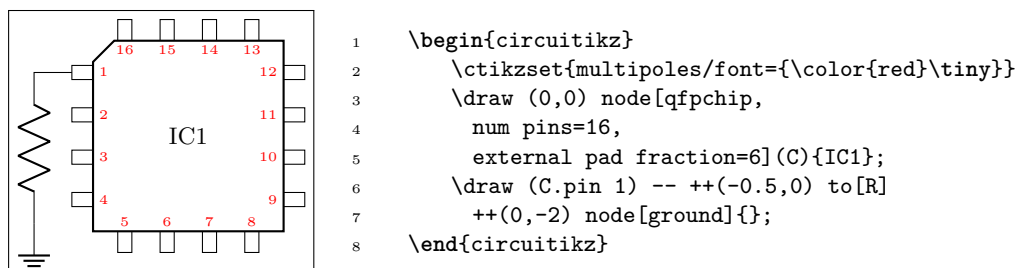 16 15 14 13
1 12
2 11
IC1
3 10
4 9
5 6 7 8
1 \begin{circuitikz}
2 \ctikzset{multipoles/font={\color{red}\tiny}}
3 \draw (0,0) node[qfpchip,
4 num pins=16,
5 external pad fraction=6](C){IC1};
6 \draw (C.pin 1) -- ++(-0.5,0) to[R]
7 ++(0,-2) node[ground]{};
8 \end{circuitikz}